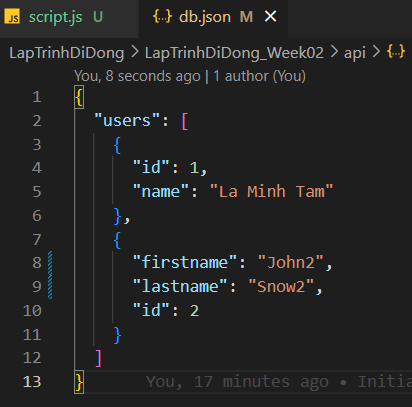 JS script.js U {} db.json M ×
LapTrinhDiDong > LapTrinhDiDong_Week02 > api > {}
You, 8 seconds ago | 1 author (You)
1 {
2 "users": [
3 {
4 "id": 1,
5 "name": "La Minh Tam"
6 },
7 {
8 "firstname": "John2",
9 "lastname": "Snow2",
10 "id": 2
11 }
12 ]
13 } You, 17 minutes ago •